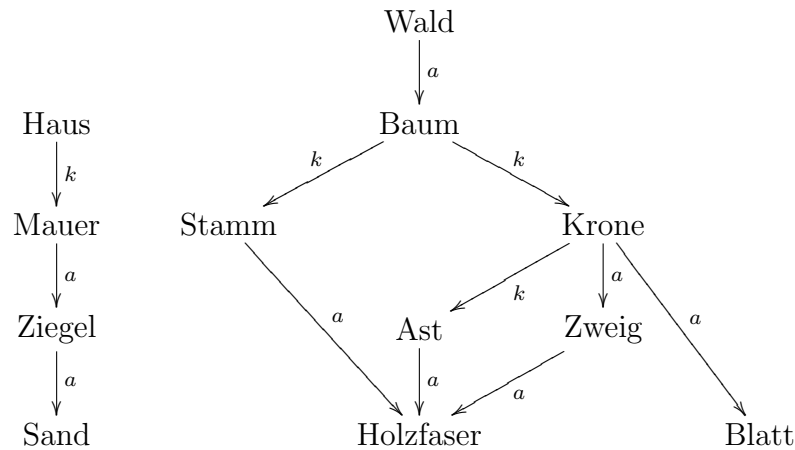 Wald
a
Haus Baum
k k k
Mauer Stamm Krone
a k a a a
Ziegel Ast Zweig
a a a
Sand Holzfaser Blatt